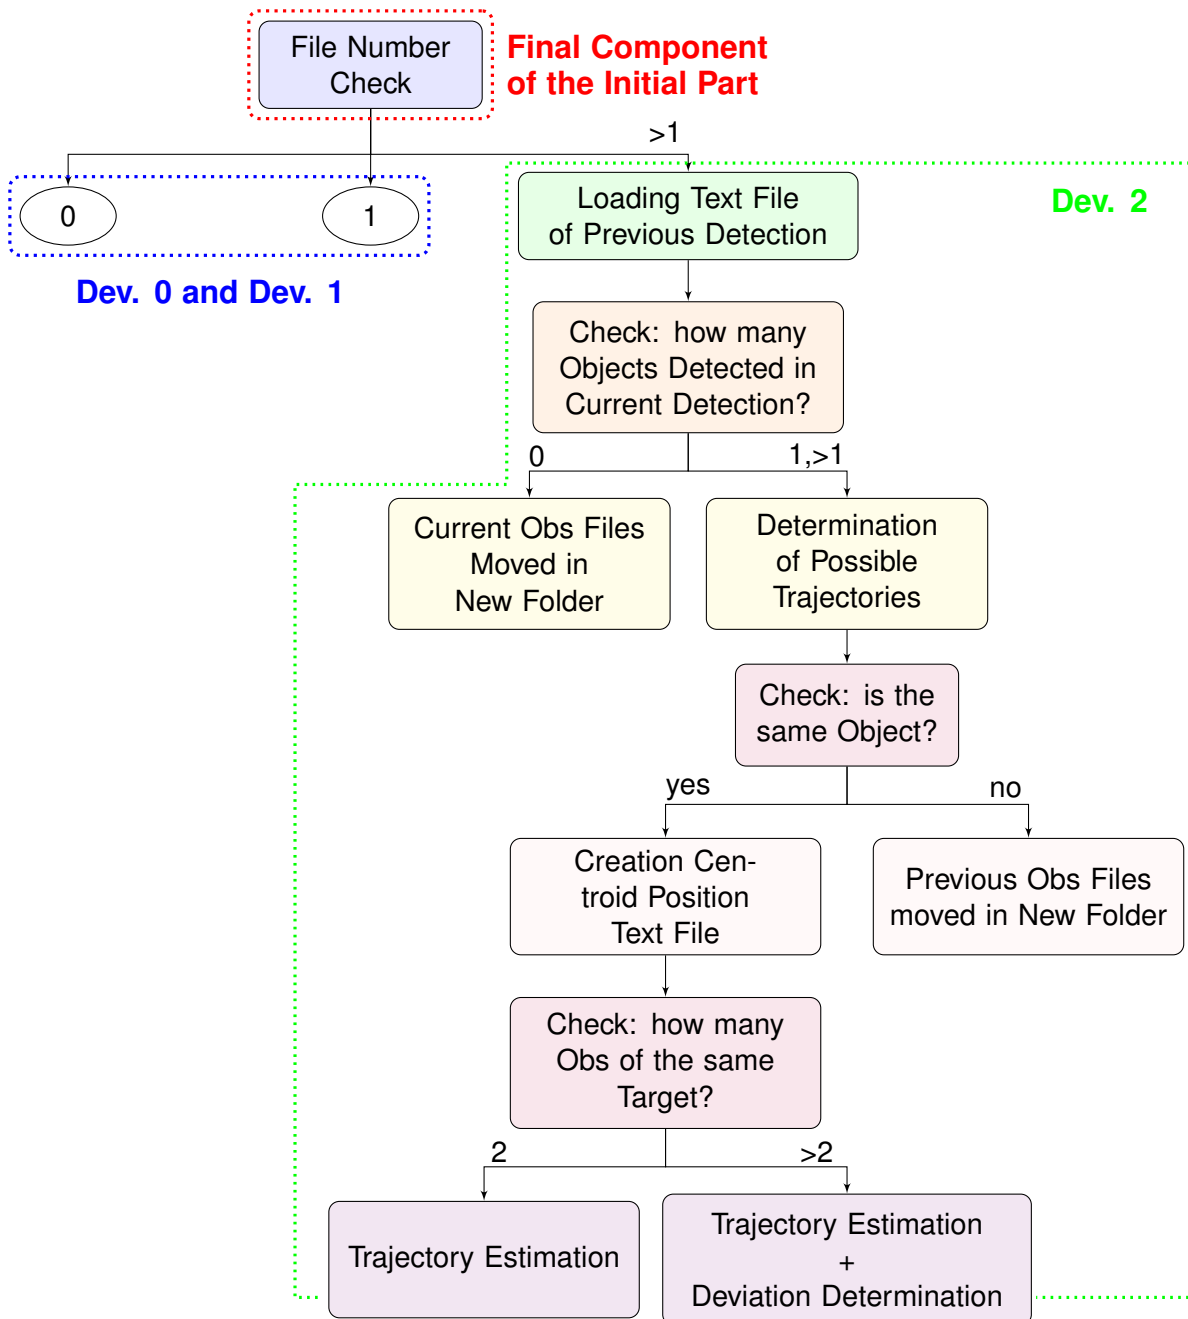 File Number
Check
Final Component
of the Initial Part
>1
0
1
Dev. 0 and Dev. 1
Loading Text File
of Previous Detection
Dev. 2
Check: how many
Objects Detected in
Current Detection?
0
1,>1
Current Obs Files
Moved in
New Folder
Determination
of Possible
Trajectories
Check: is the
same Object?
yes
no
Creation Cen-
troid Position
Text File
Previous Obs Files
moved in New Folder
Check: how many
Obs of the same
Target?
2
>2
Trajectory Estimation
Trajectory Estimation
+
Deviation Determination